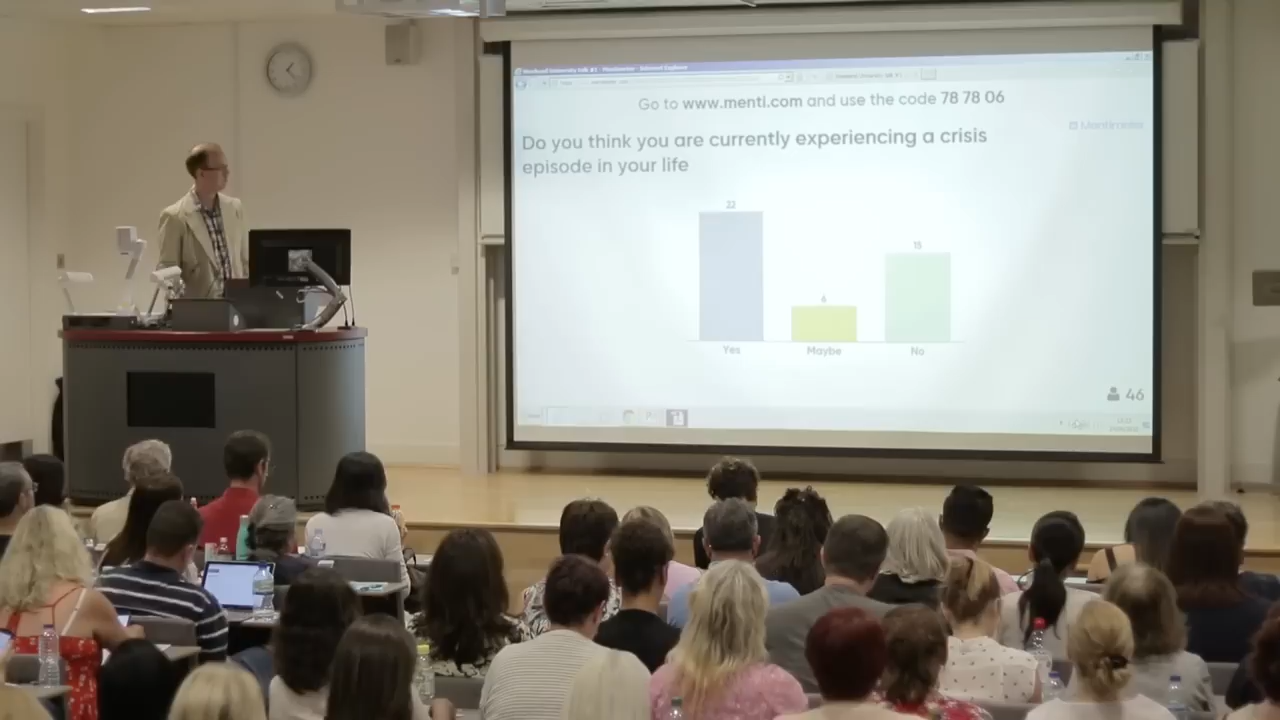 Go to www.menti.com and use the code 78 78 06
Mentimeter
Do you think you are currently experiencing a crisis
episode in your life
22
15
Yes
Maybe
No
46